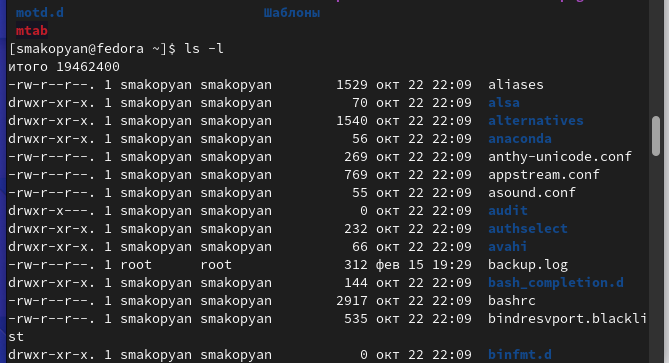 motd.d Шаблоны
mtab
[smakopyan@fedora ~]$ ls -l
итого 19462400
-rw-r--r--. 1 smakopyan smakopyan 1529 окт 22 22:09 aliases
drwxr-xr-x. 1 smakopyan smakopyan 70 окт 22 22:09 alsa
drwxr-xr-x. 1 smakopyan smakopyan 1540 окт 22 22:09 alternatives
drwxr-xr-x. 1 smakopyan smakopyan 56 окт 22 22:09 anaconda
-rw-r--r--. 1 smakopyan smakopyan 269 окт 22 22:09 anthy-unicode.conf
-rw-r--r--. 1 smakopyan smakopyan 769 окт 22 22:09 appstream.conf
-rw-r--r--. 1 smakopyan smakopyan 55 окт 22 22:09 asound.conf
drwxr-x---. 1 smakopyan smakopyan 0 окт 22 22:09 audit
drwxr-xr-x. 1 smakopyan smakopyan 232 окт 22 22:09 authselect
drwxr-xr-x. 1 smakopyan smakopyan 66 окт 22 22:09 avahi
-rw-r--r--. 1 root root 312 фев 15 19:29 backup.log
drwxr-xr-x. 1 smakopyan smakopyan 144 окт 22 22:09 bash_completion.d
-rw-r--r--. 1 smakopyan smakopyan 2917 окт 22 22:09 bashrc
-rw-r--r--. 1 smakopyan smakopyan 535 окт 22 22:09 bindresvport.blackli
st
drwxr-xr-x. 1 smakopyan smakopyan 0 окт 22 22:09 binfmt.d